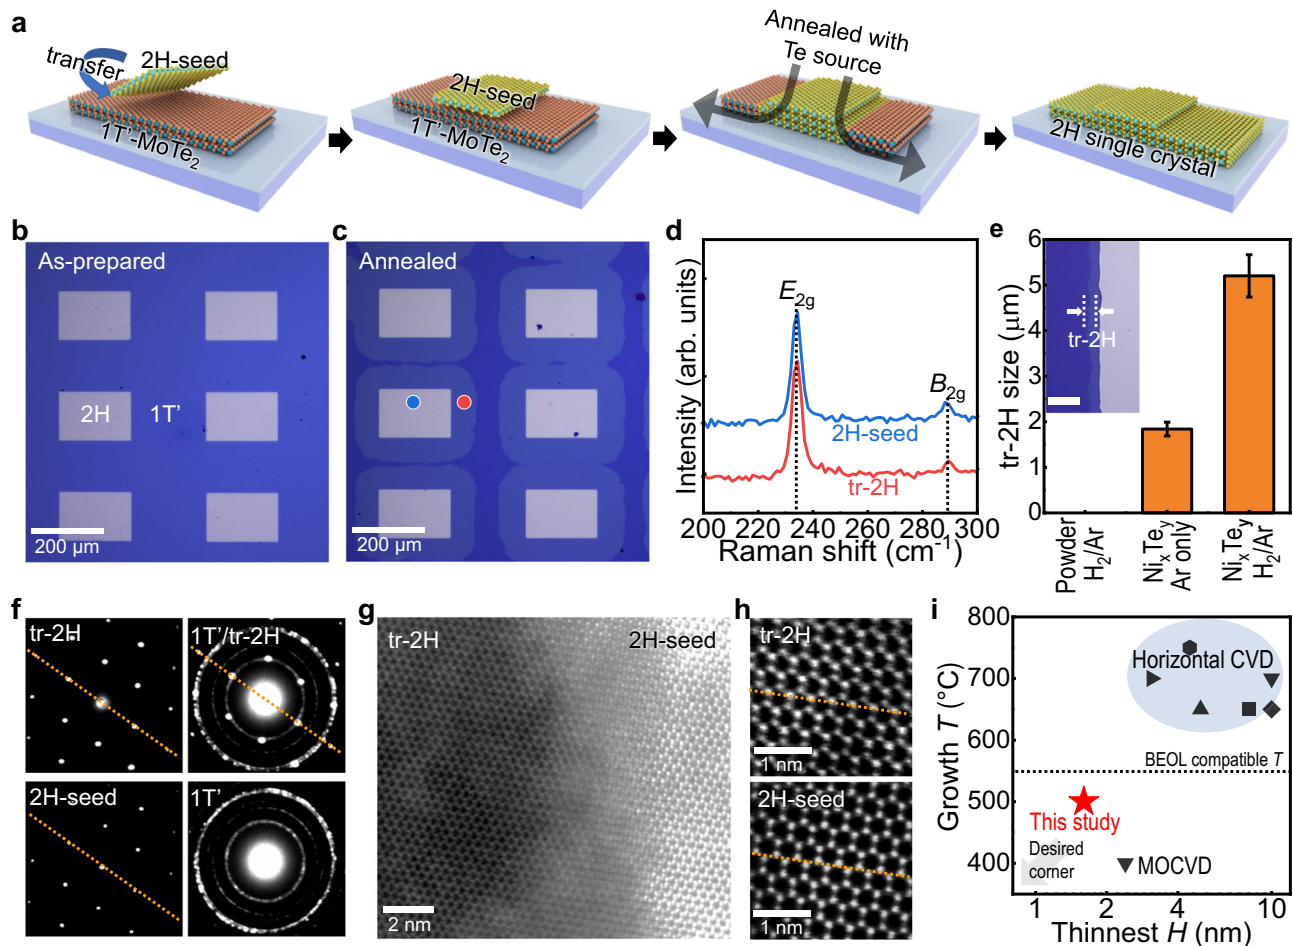 a
transfer
2H-seed
1T'-MoTe2
2H-seed
1T'-MoTe2
Annealed with
Te source
2H single crystal
b
As-prepared
2H
1T'
200 µm
c
Annealed
200 µm
d
Intensity (arb. units)
E2g
B2g
2H-seed
tr-2H
200 220 240 260 280 300
Raman shift (cm-1)
e
tr-2H size (µm)
6
5
4
3
2
1
0
tr-2H
Powder
H2/Ar
NixTey
Ar only
NixTey
H2/Ar
f
tr-2H
1T'/tr-2H
2H-seed
1T'
g
tr-2H
2H-seed
2 nm
h
tr-2H
1 nm
2H-seed
1 nm
i
Growth T (°C)
800
700
600
500
400
Horizontal CVD
BEOL compatible T
This study
Desired
corner
MOCVD
1 2 4 10
Thinnest H (nm)